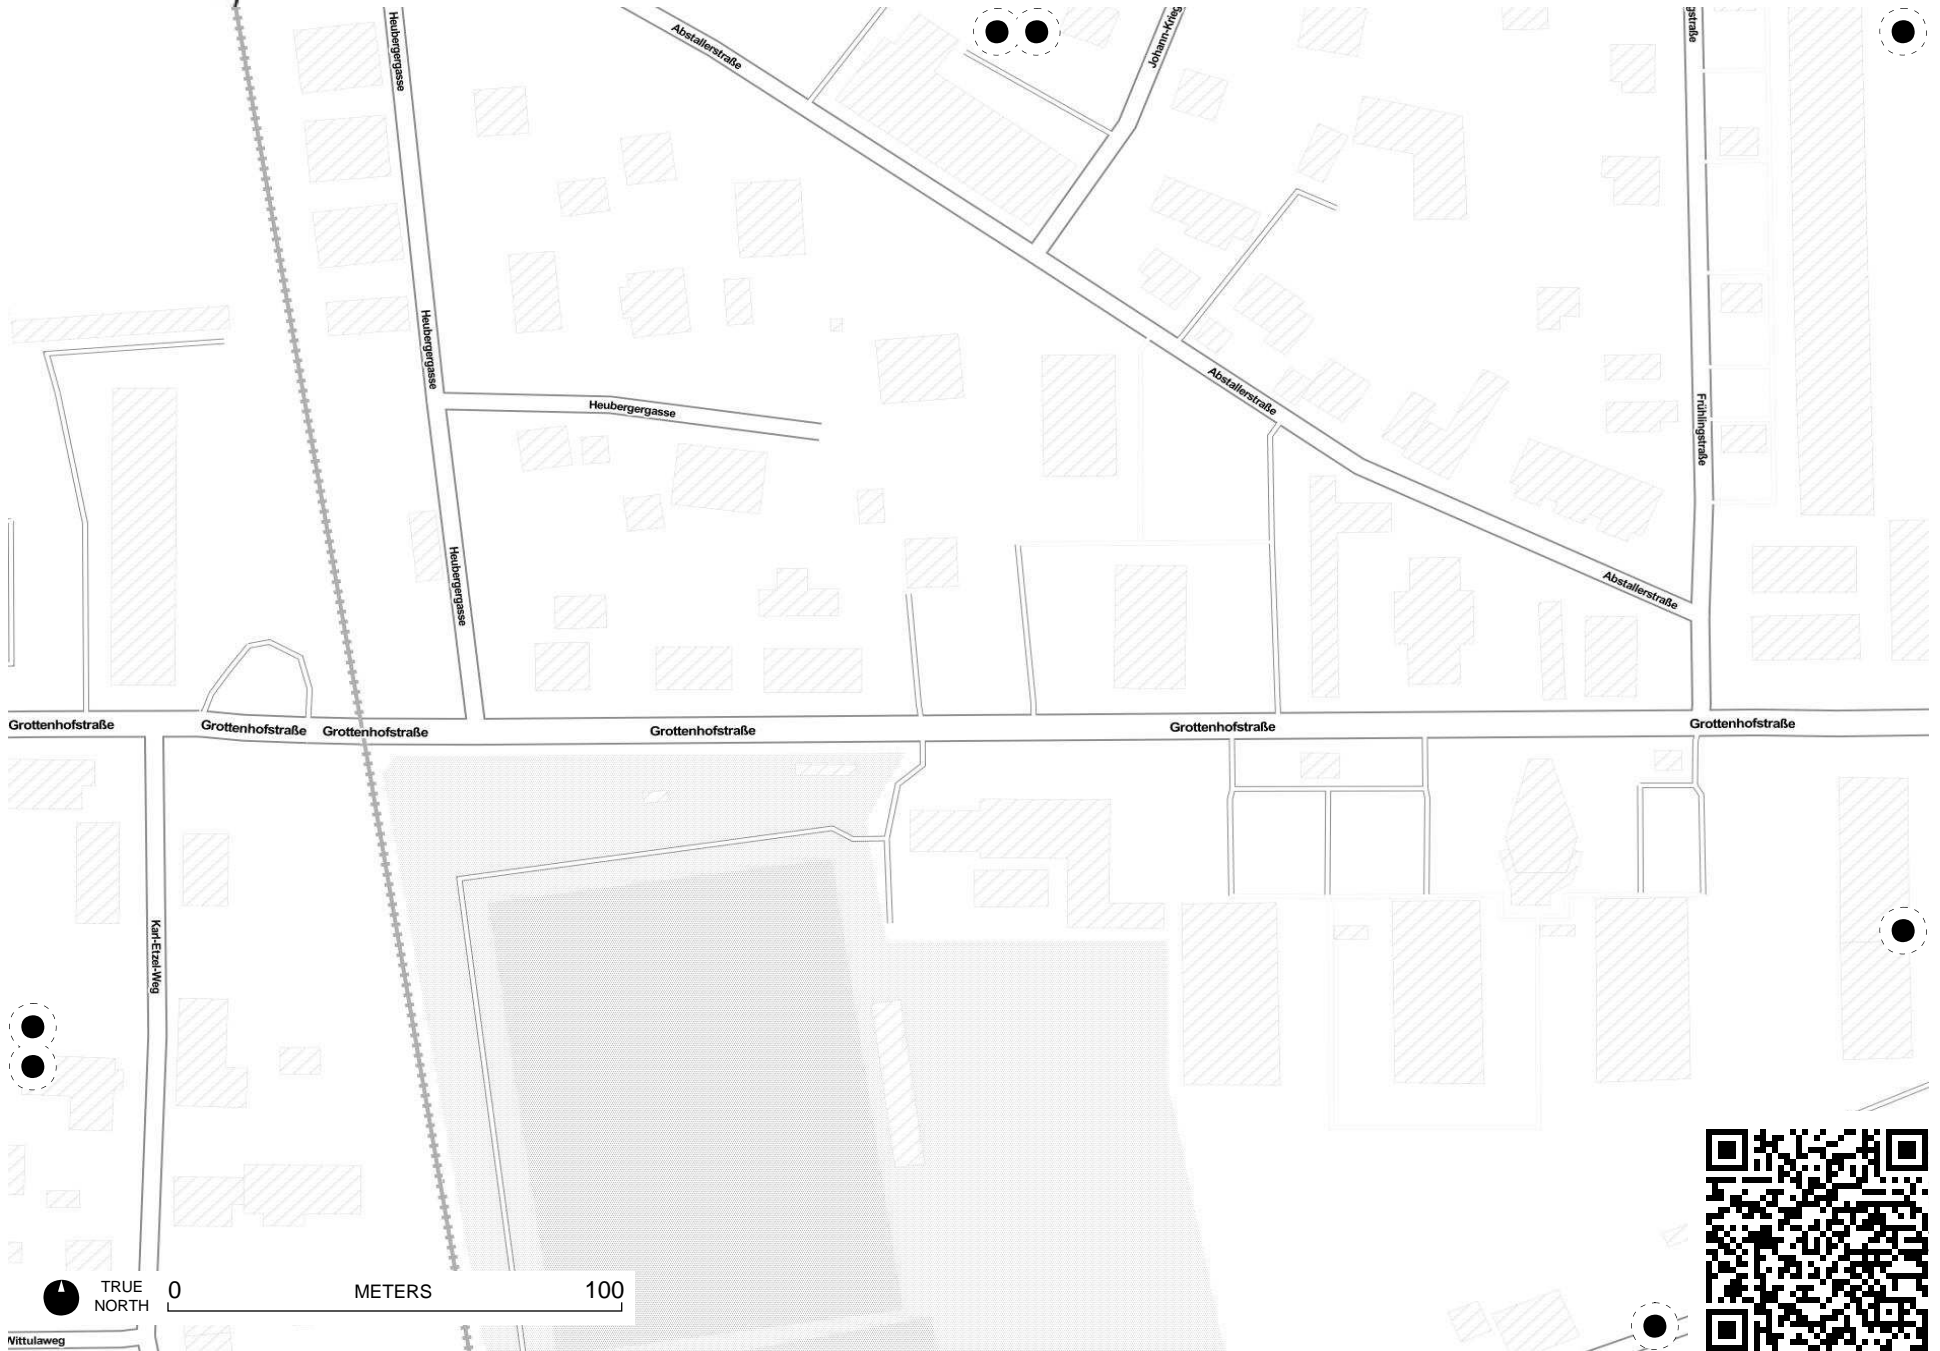 Heubergergasse
Abstallerstraße
Johann-Krieg
gstraße
Heubergergasse
Heubergergasse
Abstallerstraße
Frühlingstraße
Heubergergasse
Abstallerstraße
Grottenhofstraße
Grottenhofstraße
Grottenhofstraße
Grottenhofstraße
Grottenhofstraße
Grottenhofstraße
Karl-Etzel-Weg
TRUE NORTH
0 METERS 100
Wittulaweg